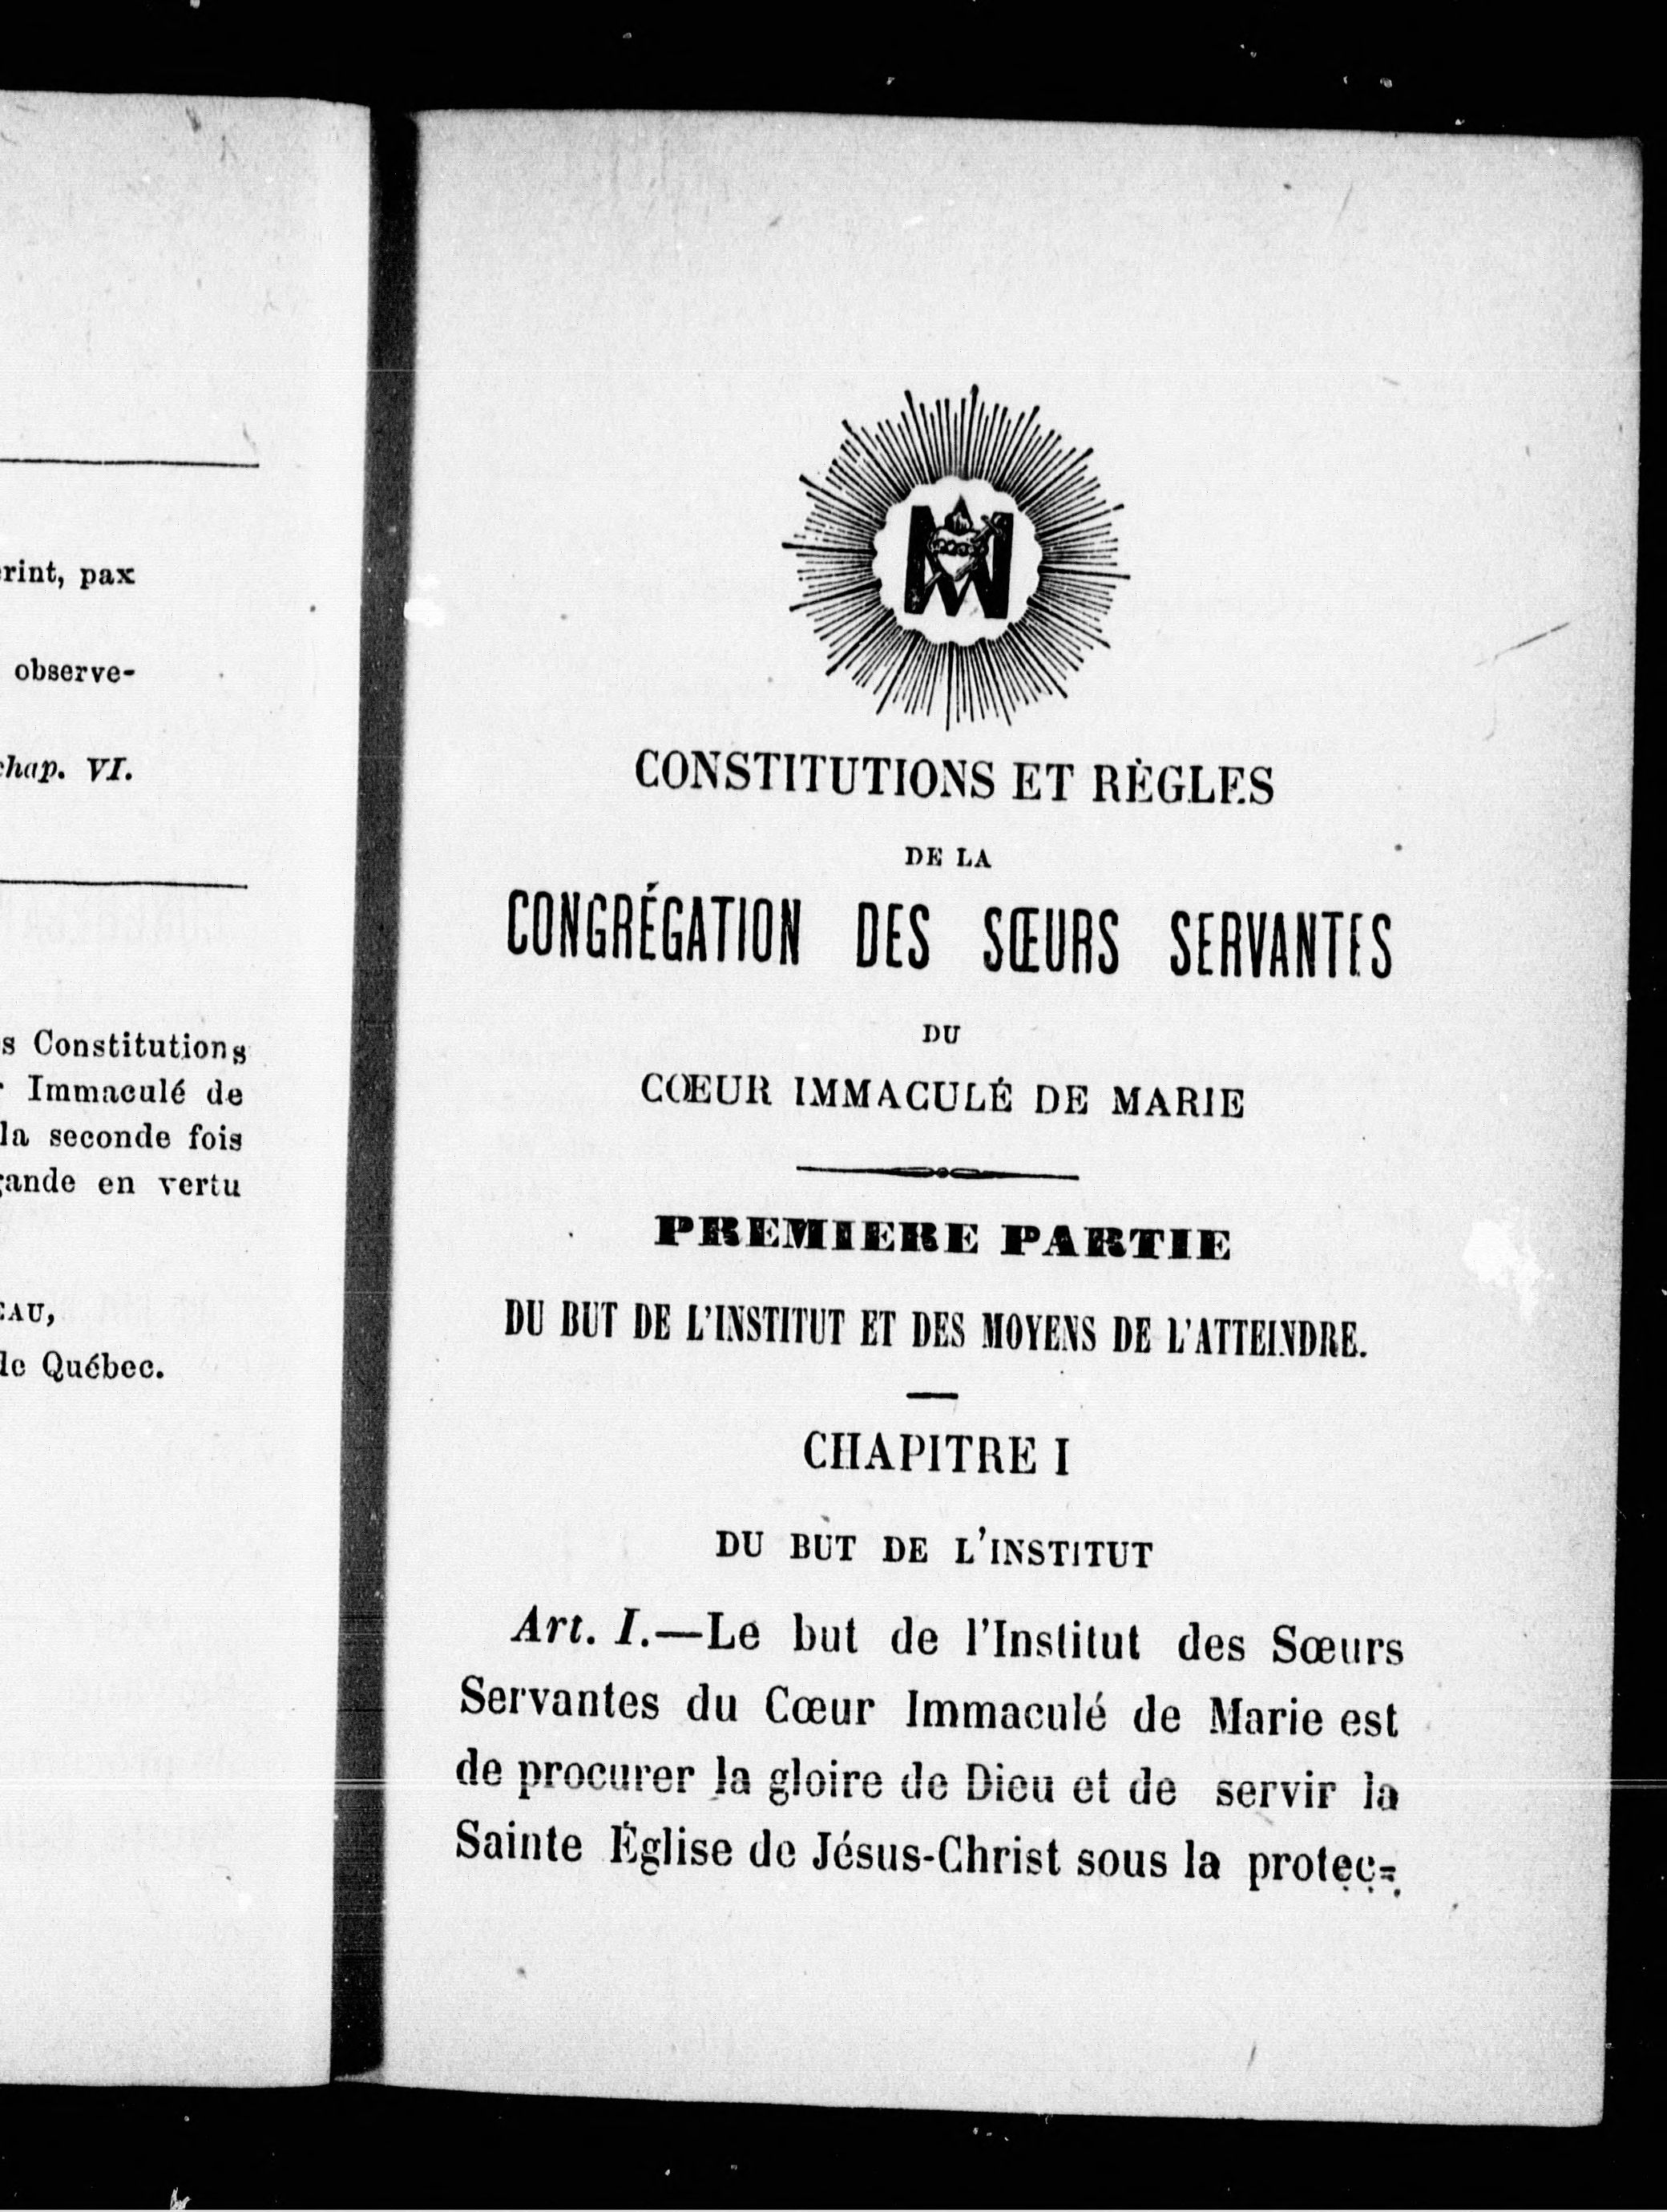 rint, pax
observe-
chap. VI.
s Constitutions
Immaculé de
la seconde fois
gande en vertu
EAU,
de Québec.
M
CONSTITUTIONS ET RÈGLES
DE LA
CONGRÉGATION DES SŒURS SERVANTES
DU
CŒUR IMMACULÉ DE MARIE
PREMIERE PARTIE
DU BUT DE L'INSTITUT ET DES MOYENS DE L'ATTEINDRE.
CHAPITRE I
DU BUT DE L'INSTITUT
Art. I.—Le but de l'Institut des Sœurs
Servantes du Cœur Immaculé de Marie est
de procurer la gloire de Dieu et de servir la
Sainte Église de Jésus-Christ sous la protec-